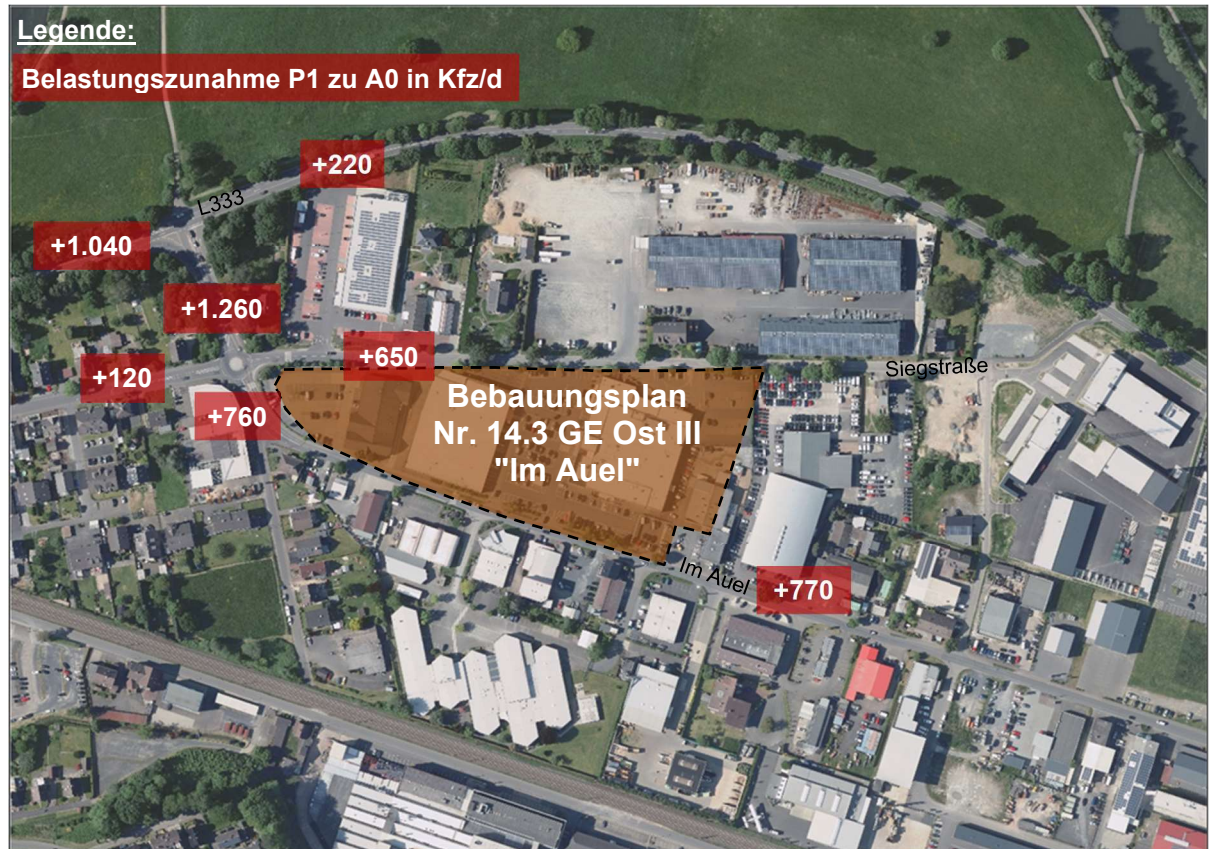 Legende:
Belastungszunahme P1 zu A0 in Kfz/d
+220
L333
+1.040
+1.260
+650
+120
Siegstraße
+760
Bebauungsplan
Nr. 14.3 GE Ost III
"Im Auel"
Im Auel
+770